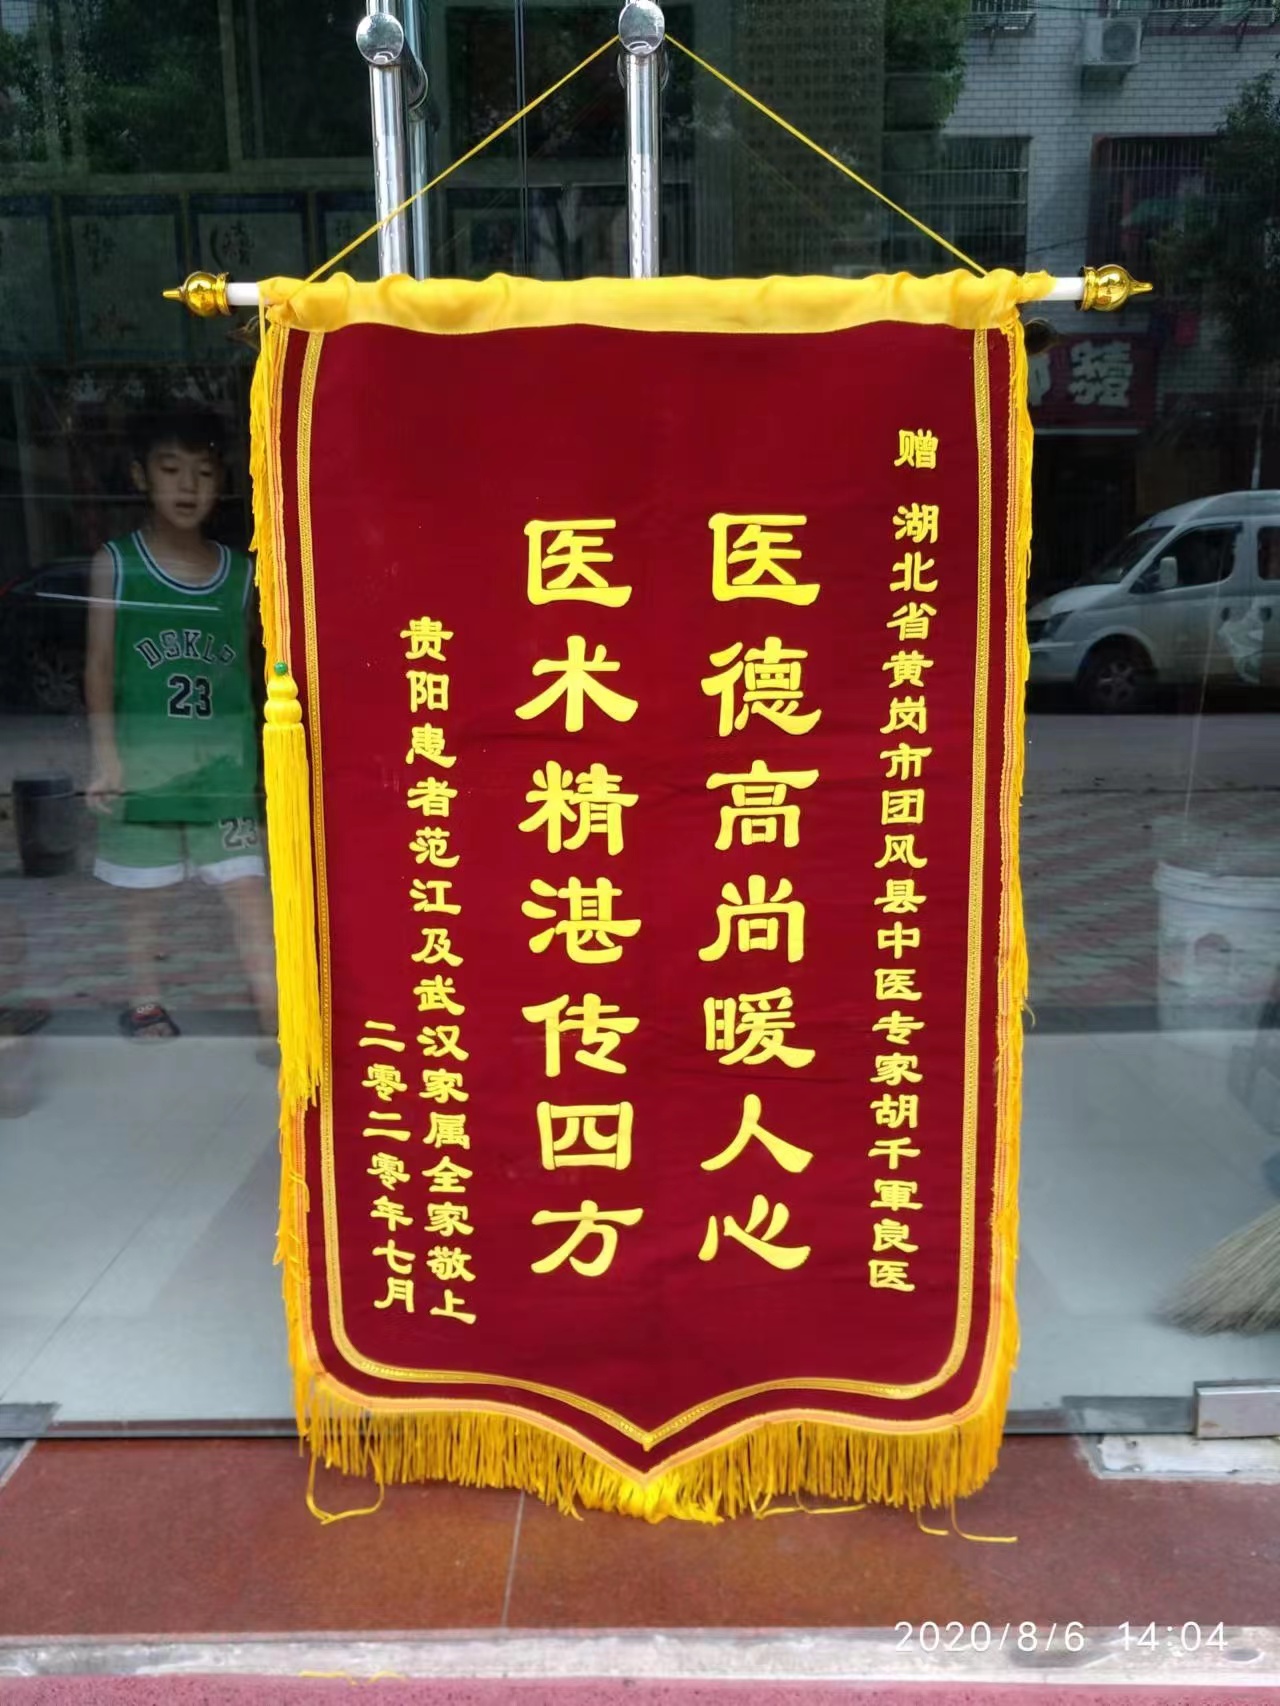 赠 湖北省黄岗市团风县中医专家胡千軍良医
医德高尚暖人心
医术精湛传四方
贵阳患者范江及武汉家属全家敬上
二零二零年七月
23
23
2020/8/6 14:04